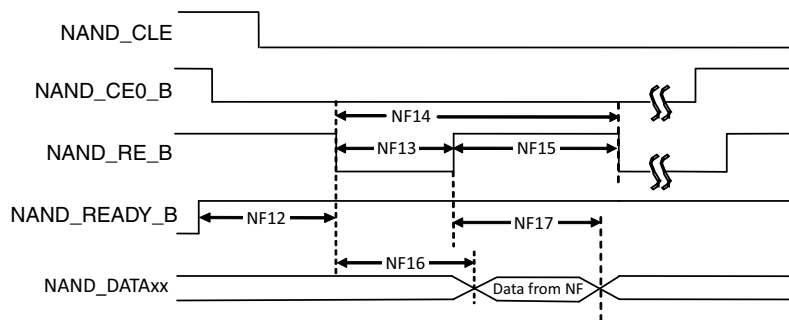 NAND_CLE
NAND_CE0_B
NF14
NAND_RE_B
NF13
NF15
NAND_READY_B
NF12
NF17
NF16
NAND_DATAxx
Data from NF